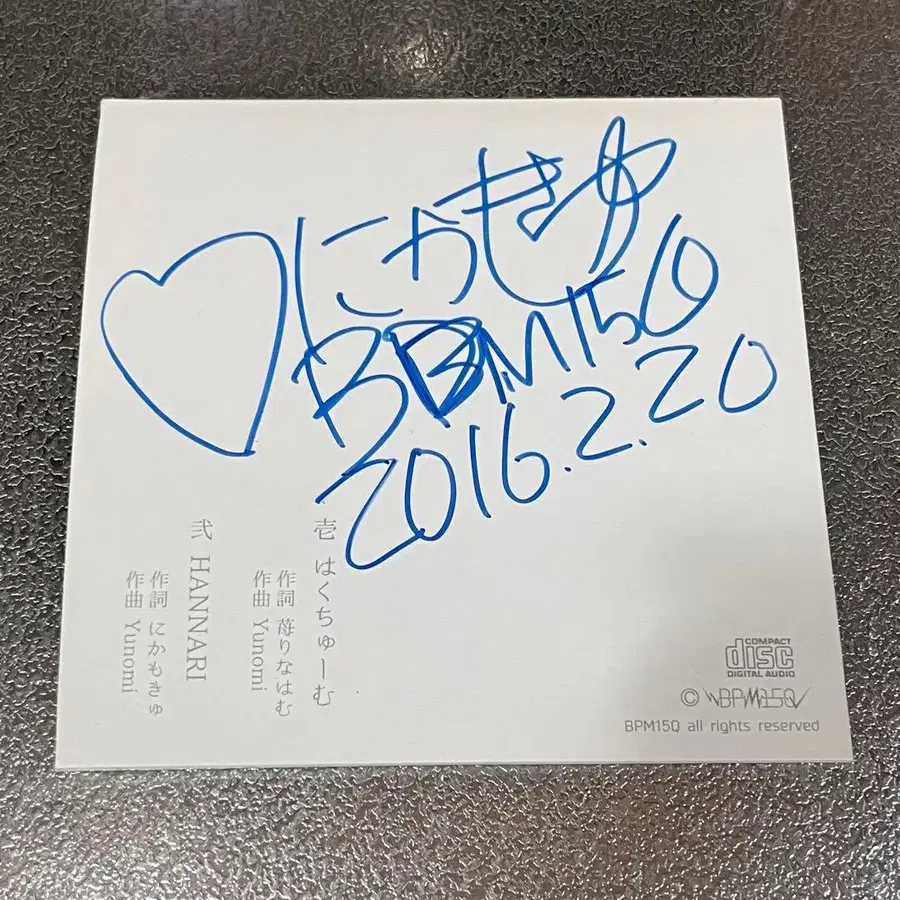 にかもきゅ
BPM15Q
2016.2.20
壱 はくちゅーむ
作詞 苺りなはむ
作曲 Yunomi
弐 HANNARI
作詞 にかもきゅ
作曲 Yunomi
COMPACT
disc
DIGITAL AUDIO
© BPM15Q
BPM15Q all rights reserved